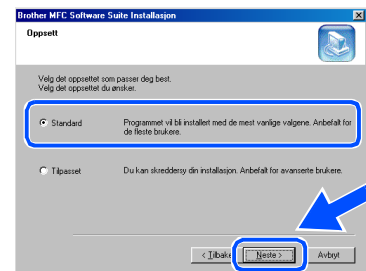 Brother MFC Software Suite Installasjon
Oppsett
Velg det oppsettet som passer deg best.
Velg det oppsettet du ønsker.
Standard Programmet vil bli installert med de mest vanlige valgene. Anbefalt for
de fleste brukere.
Tilpasset Du kan skreddersy din installasjon. Anbefalt for avanserte brukere.
< Tilbake Neste > Avbryt